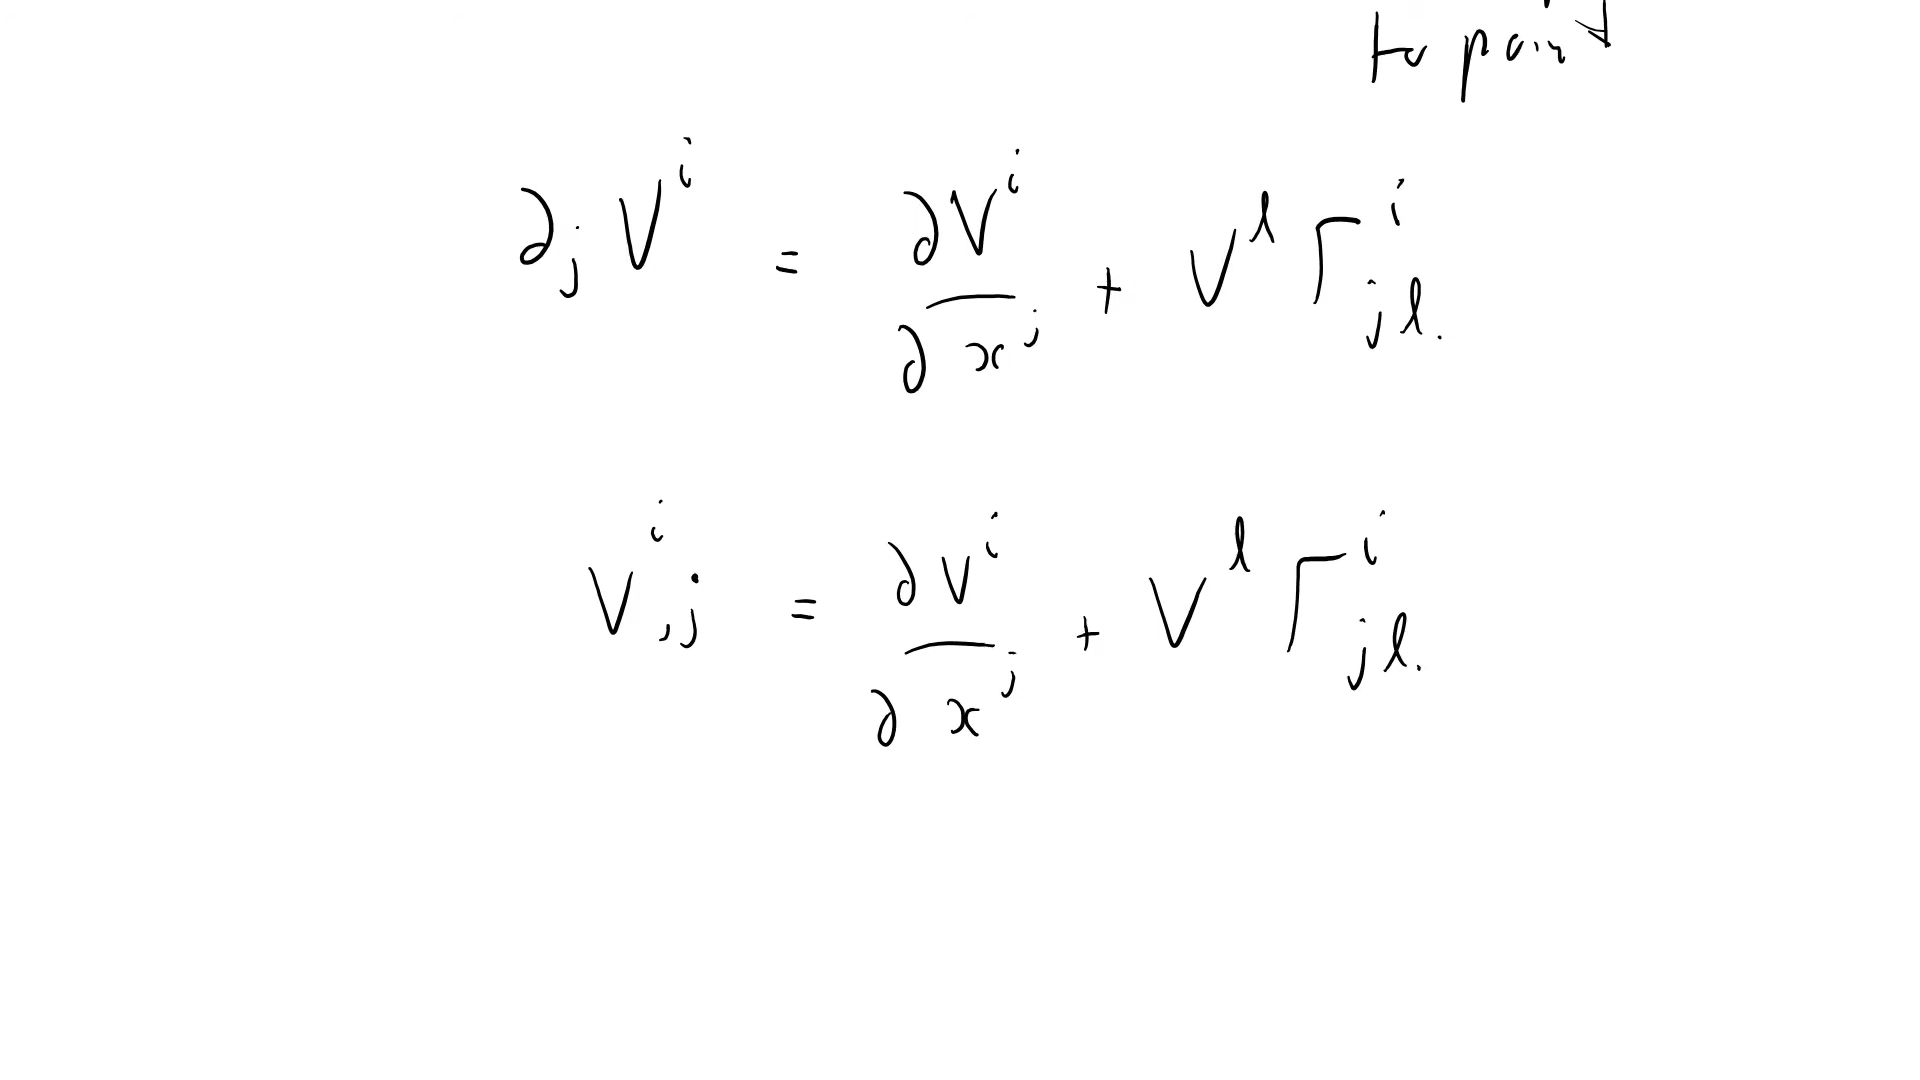 to point
∂_j V^i = ∂V^i / ∂x^j + V^l Γ^i_{jl}.
V^i_{,j} = ∂V^i / ∂x^j + V^l Γ^i_{jl}.